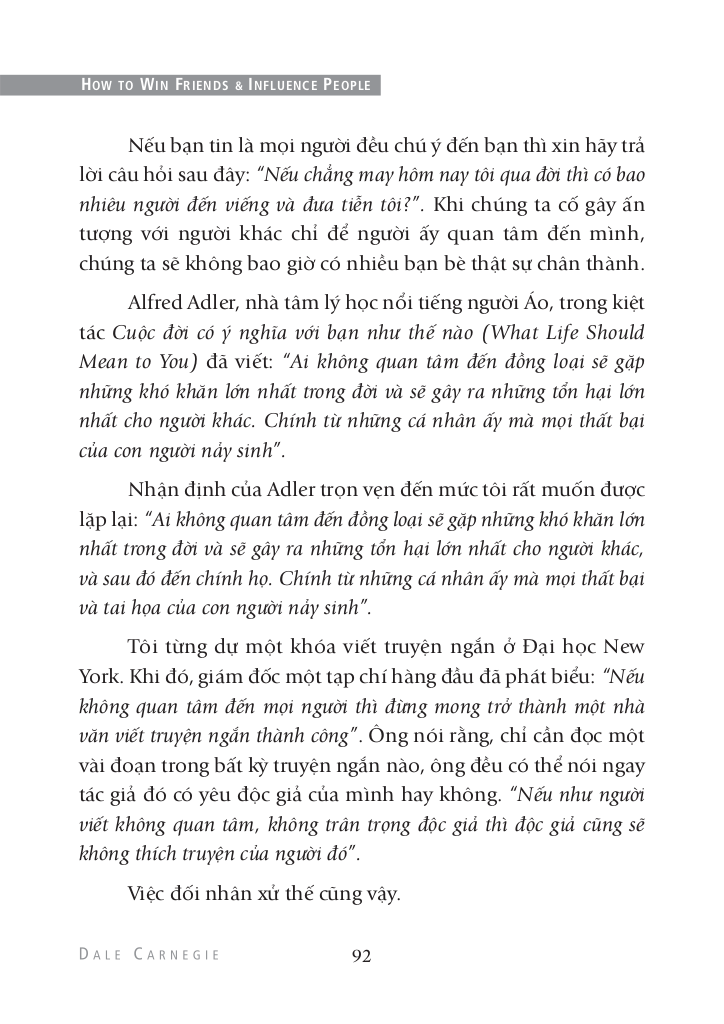 HOW TO WIN FRIENDS & INFLUENCE PEOPLE
Nếu bạn tin là mọi người đều chú ý đến bạn thì xin hãy trả
lời câu hỏi sau đây: “Nếu chẳng may hôm nay tôi qua đời thì có bao
nhiêu người đến viếng và đưa tiễn tôi?”. Khi chúng ta cố gây ấn
tượng với người khác chỉ để người ấy quan tâm đến mình,
chúng ta sẽ không bao giờ có nhiều bạn bè thật sự chân thành.
Alfred Adler, nhà tâm lý học nổi tiếng người Áo, trong kiệt
tác Cuộc đời có ý nghĩa với bạn như thế nào (What Life Should
Mean to You) đã viết: “Ai không quan tâm đến đồng loại sẽ gặp
những khó khăn lớn nhất trong đời và sẽ gây ra những tổn hại lớn
nhất cho người khác. Chính từ những cá nhân ấy mà mọi thất bại
của con người nảy sinh”.
Nhận định của Adler trọn vẹn đến mức tôi rất muốn được
lặp lại: “Ai không quan tâm đến đồng loại sẽ gặp những khó khăn lớn
nhất trong đời và sẽ gây ra những tổn hại lớn nhất cho người khác,
và sau đó đến chính họ. Chính từ những cá nhân ấy mà mọi thất bại
và tai họa của con người nảy sinh”.
Tôi từng dự một khóa viết truyện ngắn ở Đại học New
York. Khi đó, giám đốc một tạp chí hàng đầu đã phát biểu: “Nếu
không quan tâm đến mọi người thì đừng mong trở thành một nhà
văn viết truyện ngắn thành công”. Ông nói rằng, chỉ cần đọc một
vài đoạn trong bất kỳ truyện ngắn nào, ông đều có thể nói ngay
tác giả đó có yêu độc giả của mình hay không. “Nếu như người
viết không quan tâm, không trân trọng độc giả thì độc giả cũng sẽ
không thích truyện của người đó”.
Việc đối nhân xử thế cũng vậy.
DALE CARNEGIE
92